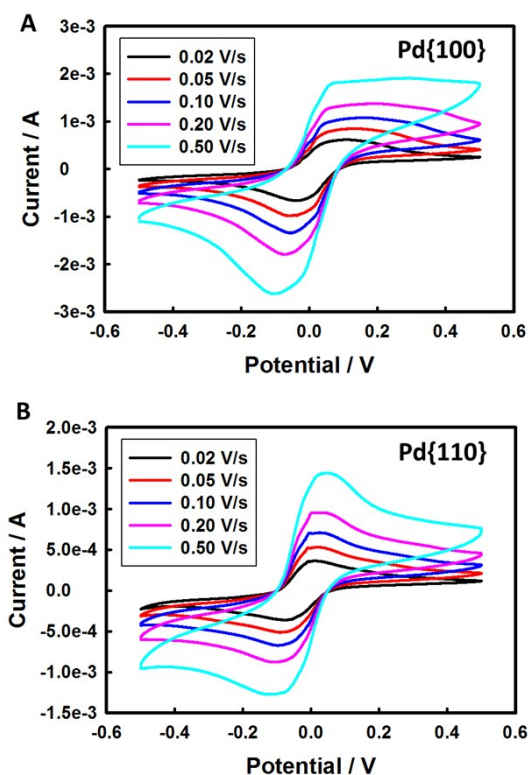 A
Pd{100}
0.02 V/s
0.05 V/s
0.10 V/s
0.20 V/s
0.50 V/s
3e-3
2e-3
1e-3
0
-1e-3
-2e-3
-3e-3
Current / A
-0.6 -0.4 -0.2 0.0 0.2 0.4 0.6
Potential / V
B
Pd{110}
0.02 V/s
0.05 V/s
0.10 V/s
0.20 V/s
0.50 V/s
2.0e-3
1.5e-3
1.0e-3
5.0e-4
0.0
-5.0e-4
-1.0e-3
-1.5e-3
Current / A
-0.6 -0.4 -0.2 0.0 0.2 0.4 0.6
Potential / V